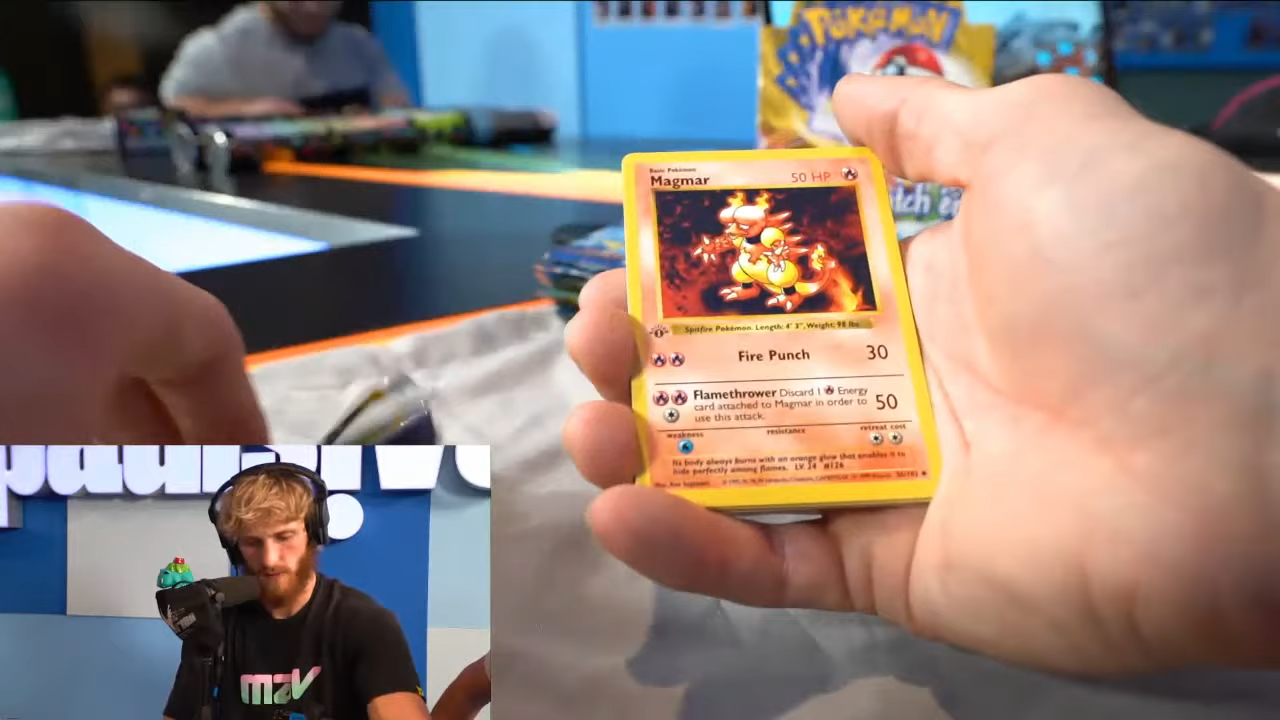 POKéMON
Basic Pokémon
Magmar 50 HP
Spitfire Pokémon. Length: 4' 3", Weight: 98 lbs
Fire Punch 30
Flamethrower Discard 1 Energy
card attached to Magmar in order to
use this attack. 50
weakness resistance retreat cost
Its body always burns with an orange glow that enables it to
hide perfectly among flames. LV. 24 #126
maV